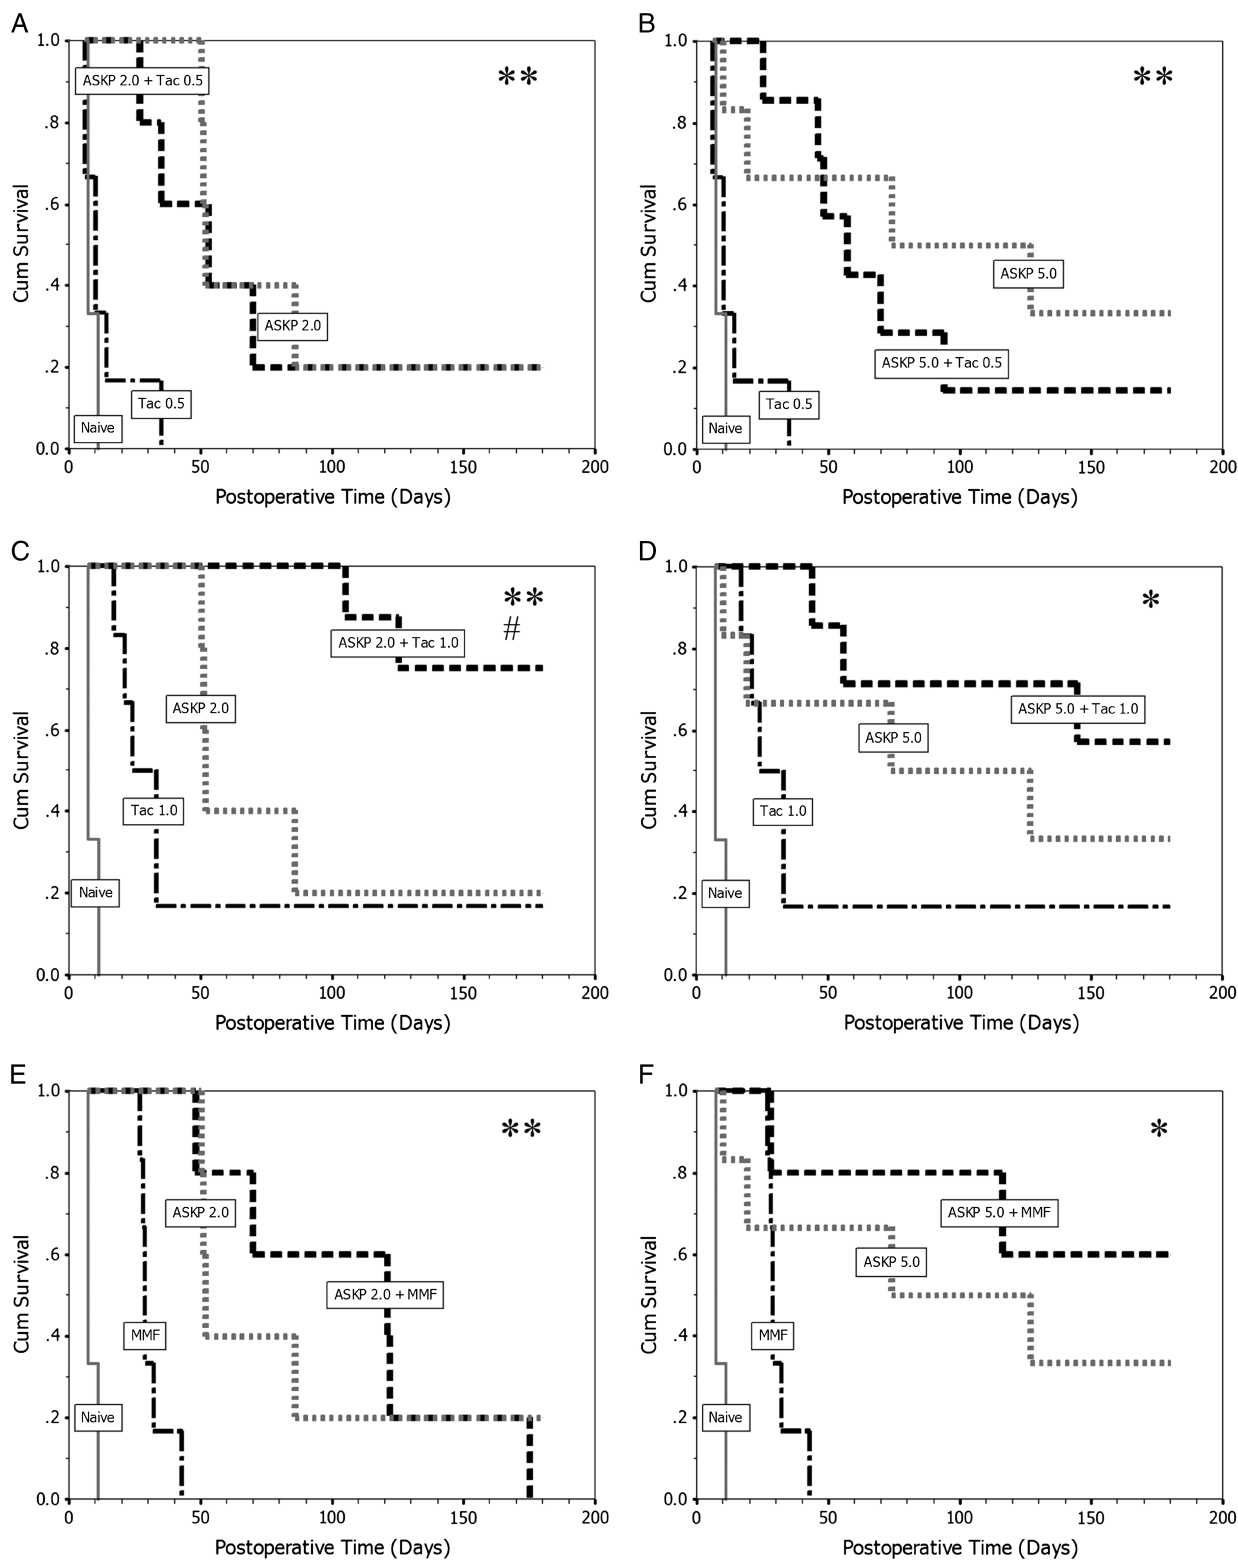 A
1.0
.8
.6
.4
.2
0.0
Cum Survival
ASKP 2.0 + Tac 0.5
**
ASKP 2.0
Tac 0.5
Naive
0 50 100 150 200
Postoperative Time (Days)
B
1.0
.8
.6
.4
.2
0.0
Cum Survival
**
ASKP 5.0
ASKP 5.0 + Tac 0.5
Tac 0.5
Naive
0 50 100 150 200
Postoperative Time (Days)
C
1.0
.8
.6
.4
.2
0.0
Cum Survival
**
#
ASKP 2.0 + Tac 1.0
ASKP 2.0
Tac 1.0
Naive
0 50 100 150 200
Postoperative Time (Days)
D
1.0
.8
.6
.4
.2
0.0
Cum Survival
*
ASKP 5.0 + Tac 1.0
ASKP 5.0
Tac 1.0
Naive
0 50 100 150 200
Postoperative Time (Days)
E
1.0
.8
.6
.4
.2
0.0
Cum Survival
**
ASKP 2.0
ASKP 2.0 + MMF
MMF
Naive
0 50 100 150 200
Postoperative Time (Days)
F
1.0
.8
.6
.4
.2
0.0
Cum Survival
*
ASKP 5.0 + MMF
ASKP 5.0
MMF
Naive
0 50 100 150 200
Postoperative Time (Days)